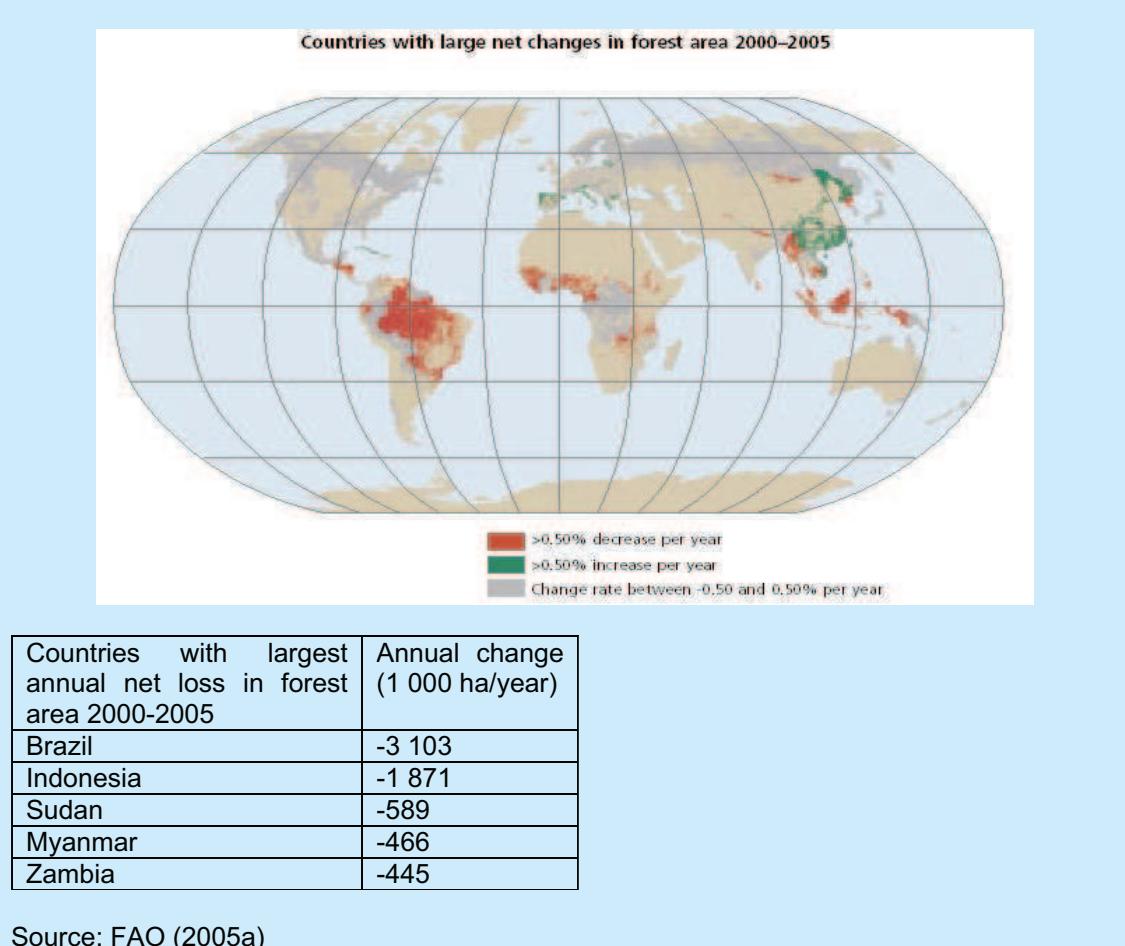 Countries with large net changes in forest area 2000–2005
>0.50% decrease per year
>0.50% increase per year
Change rate between -0.50 and 0.50% per year
Countries with largest annual net loss in forest area 2000-2005
Annual change (1 000 ha/year)
Brazil -3 103
Indonesia -1 871
Sudan -589
Myanmar -466
Zambia -445
Source: FAO (2005a)